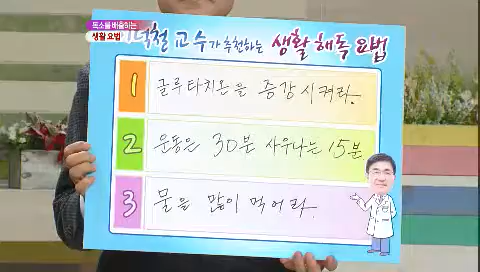 독소를 배출하는
생활 요법
교수가 추천하는 생활 해독 요법
1 글루타치온을 증강시켜라.
2 운동은 30분 사우나는 15분
3 물을 많이 먹어라.